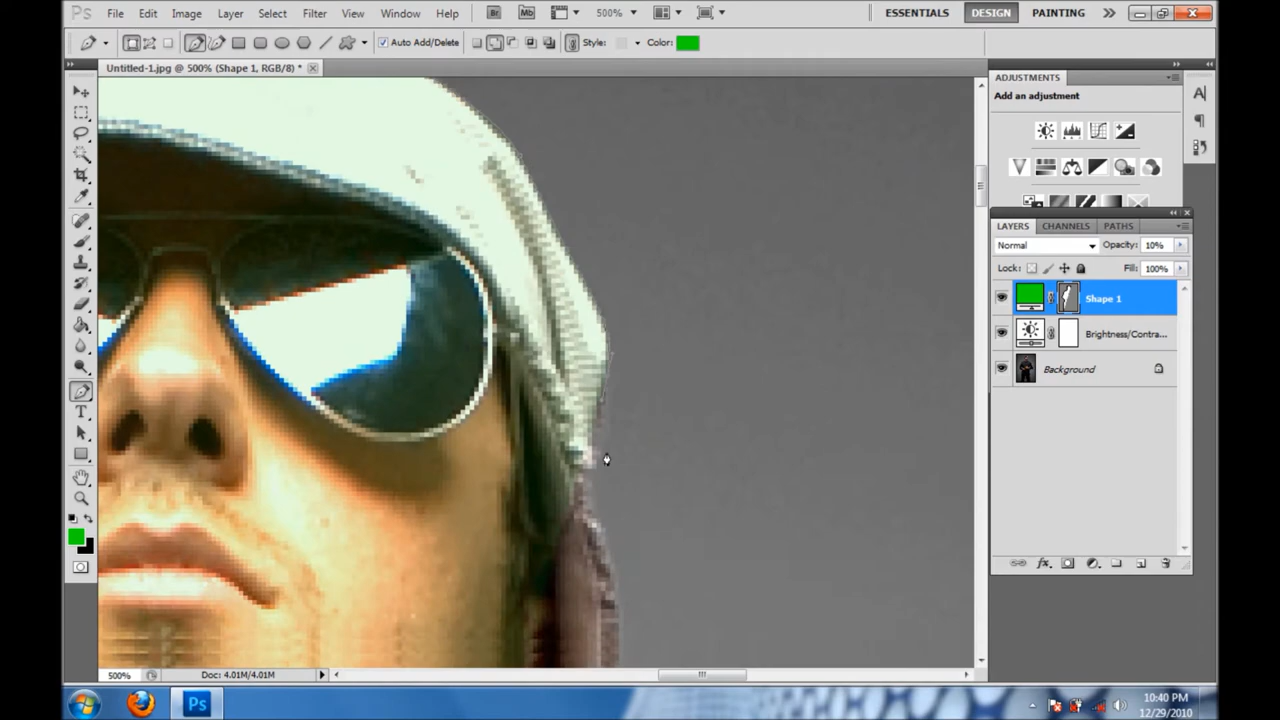 Ps File Edit Image Layer Select Filter View Window Help Br Mb 500% ESSENTIALS DESIGN PAINTING
Auto Add/Delete Style: Color:
Untitled-1.jpg @ 500% (Shape 1, RGB/8) *
ADJUSTMENTS
Add an adjustment
LAYERS CHANNELS PATHS
Normal Opacity: 10%
Lock: Fill: 100%
Shape 1
Brightness/Contra...
Background
500% Doc: 4.01M/4.01M
Ps
10:40 PM
12/29/2010